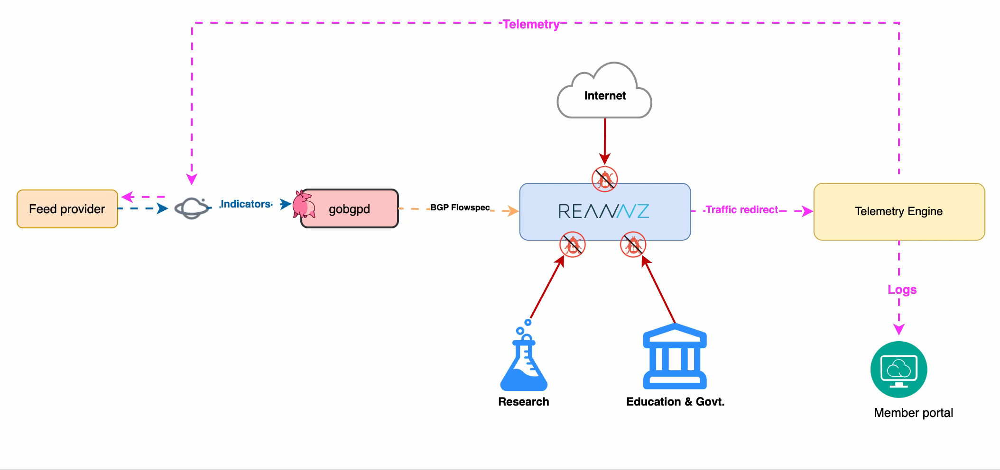 Telemetry
Internet
Feed provider
Indicators
gobgpd
BGP Flowspec
REANNZ
Traffic redirect
Telemetry Engine
Logs
Research
Education & Govt.
Member portal